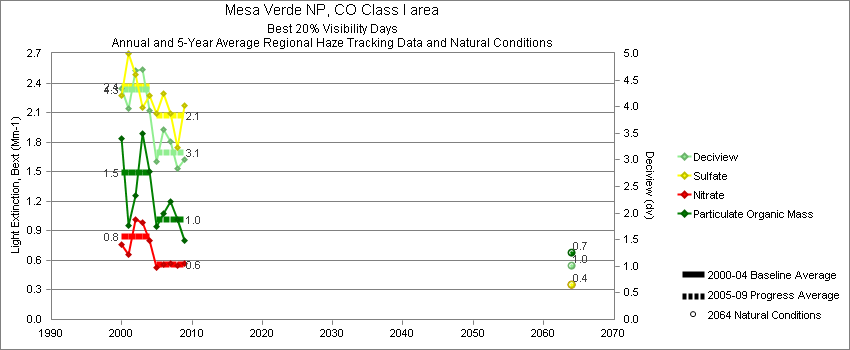 Mesa Verde NP, CO Class I area
Best 20% Visibility Days
Annual and 5-Year Average Regional Haze Tracking Data and Natural Conditions
Light Extinction, Bext (Mm-1)
2.7
2.4
2.1
1.8
1.5
1.2
0.9
0.6
0.3
0.0
2.4
4.3
1.5
0.8
2.1
3.1
1.0
0.6
0.7
1.0
0.4
5.0
4.5
4.0
3.5
3.0
2.5
2.0
1.5
1.0
0.5
0.0
Deciview (dv)
1990 2000 2010 2020 2030 2040 2050 2060 2070
Deciview
Sulfate
Nitrate
Particulate Organic Mass
2000-04 Baseline Average
2005-09 Progress Average
2064 Natural Conditions